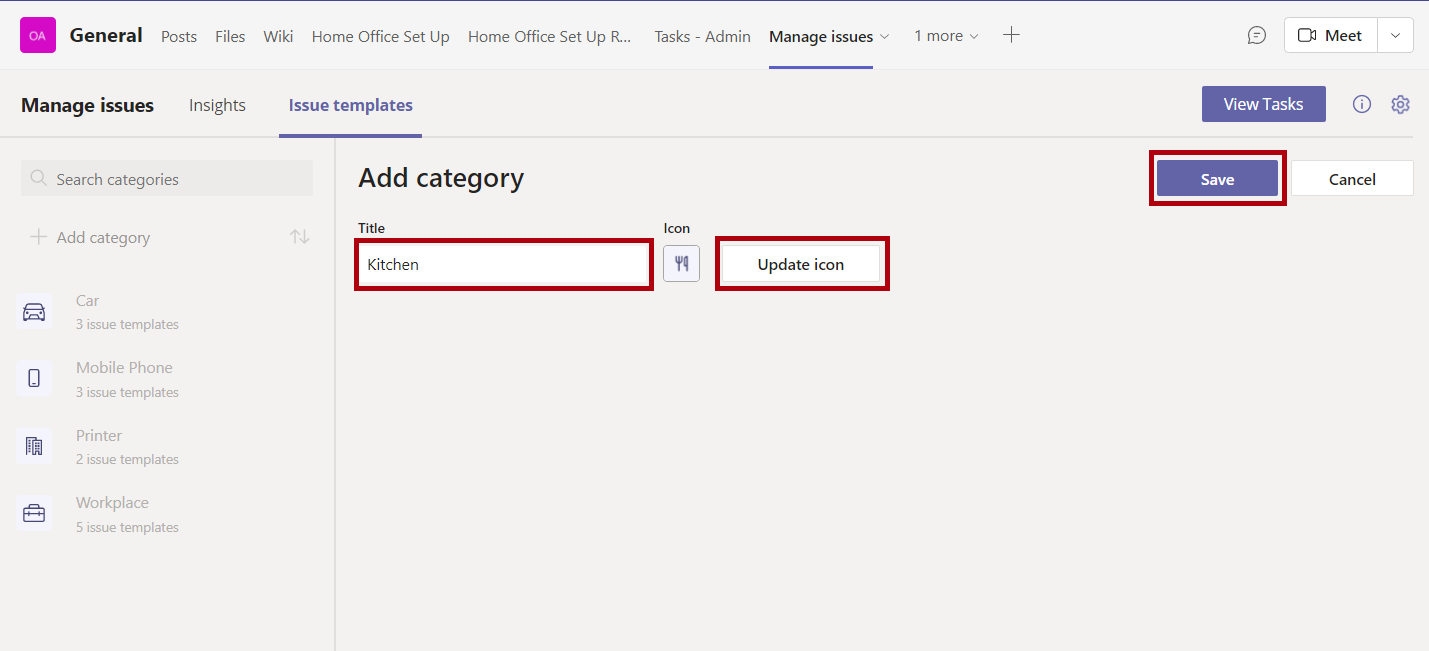 OA General Posts Files Wiki Home Office Set Up Home Office Set Up R... Tasks - Admin Manage issues 1 more Meet
Manage issues Insights Issue templates View Tasks
Search categories
Add category
Car
3 issue templates
Mobile Phone
3 issue templates
Printer
2 issue templates
Workplace
5 issue templates
Add category Save Cancel
Title Icon
Kitchen Update icon